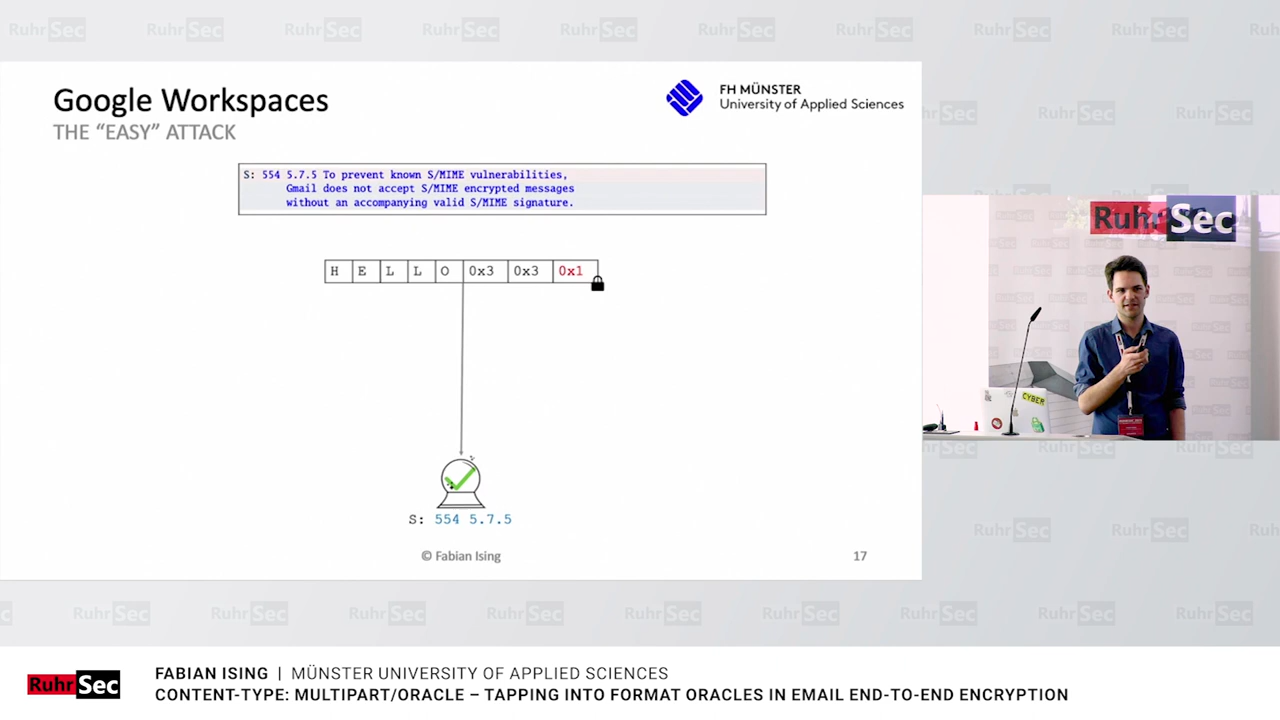 Google Workspaces
THE “EASY” ATTACK
FH MÜNSTER
University of Applied Sciences
S: 554 5.7.5 To prevent known S/MIME vulnerabilities,
Gmail does not accept S/MIME encrypted messages
without an accompanying valid S/MIME signature.
H E L L O 0x3 0x3 0x1
S: 554 5.7.5
© Fabian Ising
17
RuhrSec
CYBER
RuhrSec
FABIAN ISING | MÜNSTER UNIVERSITY OF APPLIED SCIENCES
CONTENT-TYPE: MULTIPART/ORACLE – TAPPING INTO FORMAT ORACLES IN EMAIL END-TO-END ENCRYPTION